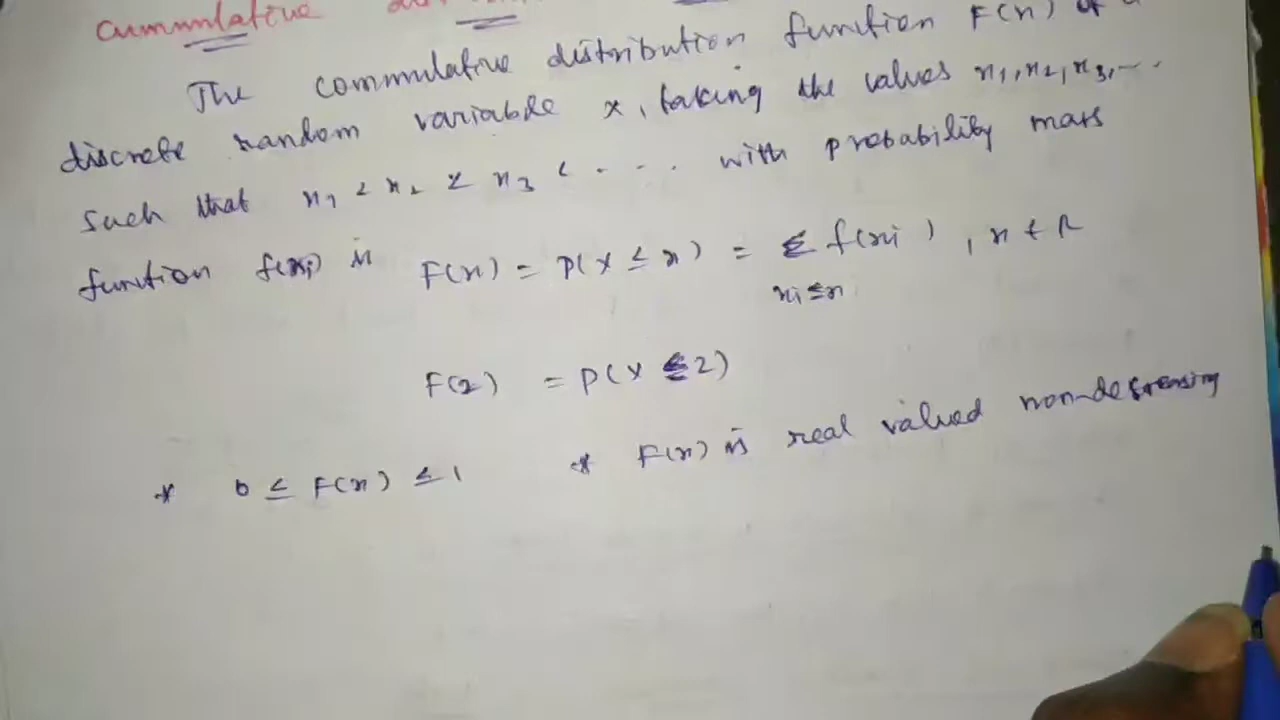 Cummulative
The commulative distribution function F(x) of a
discrete random variable X, taking the values x1, x2, x3, ...
such that x1 < x2 < x3 < .... with probability mass
function f(xi) is F(x) = P(X ≤ x) = Σ f(xi), x ∈ R
xi ≤ x
F(2) = P(X ≤ 2)
* 0 ≤ F(x) ≤ 1 * F(x) is real valued non-decreasing